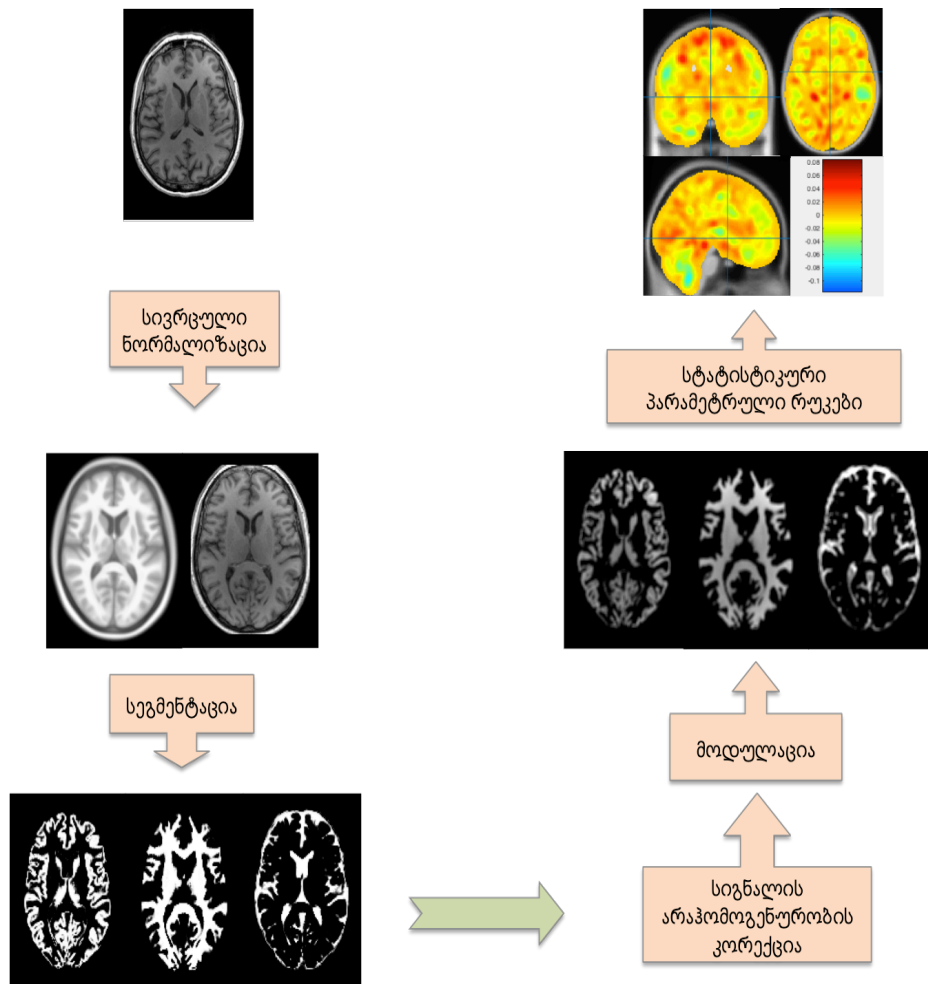 სივრცული
ნორმალიზაცია
სეგმენტაცია
სიგნალის
არაჰომოგენურობის
კორექცია
მოდულაცია
სტატისტიკური
პარამეტრული რუკები
0.08
0.06
0.04
0.02
0
-0.02
-0.04
-0.06
-0.08
-0.1